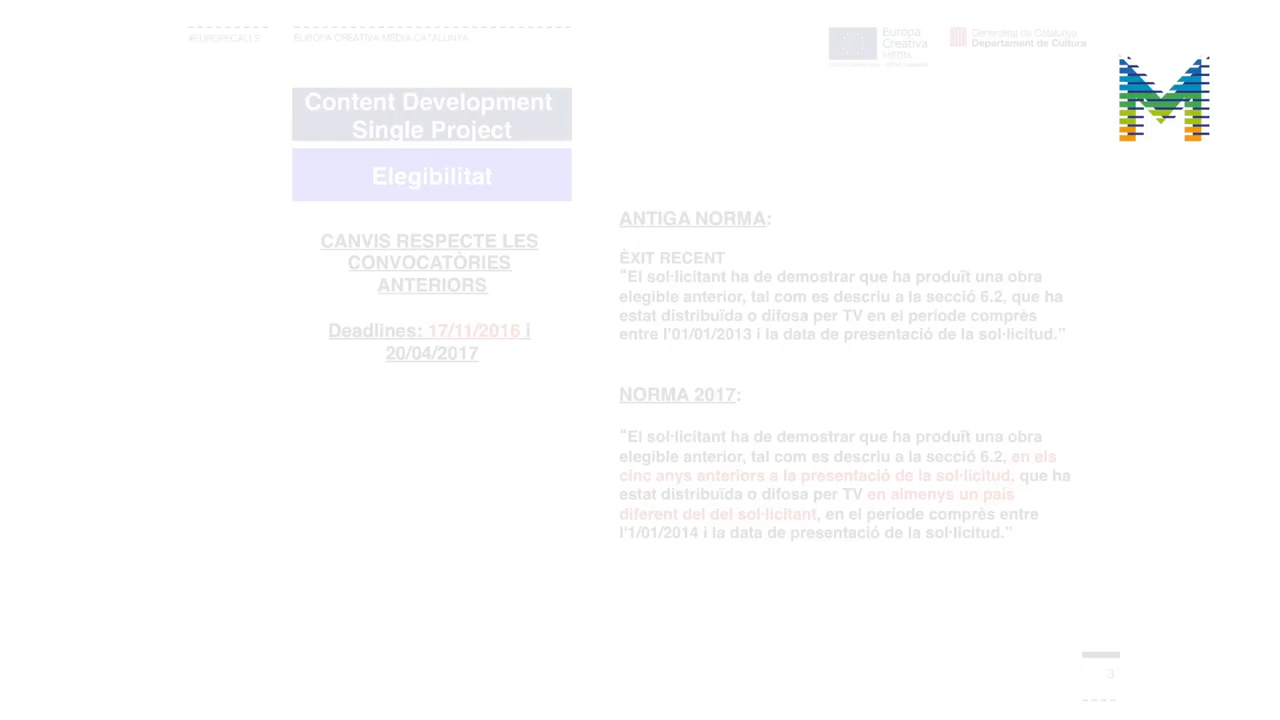 #EUROPECALLS
EUROPA CREATIVA MEDIA CATALUNYA
Europa
Creativa
MEDIA
Generalitat de Catalunya
Departament de Cultura
Content Development
Single Project
Elegibilitat
CANVIS RESPECTE LES
CONVOCATÒRIES
ANTERIORS
Deadlines: 17/11/2016 i
20/04/2017
ANTIGA NORMA:
ÈXIT RECENT
“El sol·licitant ha de demostrar que ha produït una obra
elegible anterior, tal com es descriu a la secció 6.2, que ha
estat distribuïda o difosa per TV en el període comprès
entre l’01/01/2013 i la data de presentació de la sol·licitud.”
NORMA 2017:
“El sol·licitant ha de demostrar que ha produït una obra
elegible anterior, tal com es descriu a la secció 6.2, en els
cinc anys anteriors a la presentació de la sol·licitud, que ha
estat distribuïda o difosa per TV en almenys un país
diferent del del sol·licitant, en el període comprès entre
l'1/01/2014 i la data de presentació de la sol·licitud.”
3